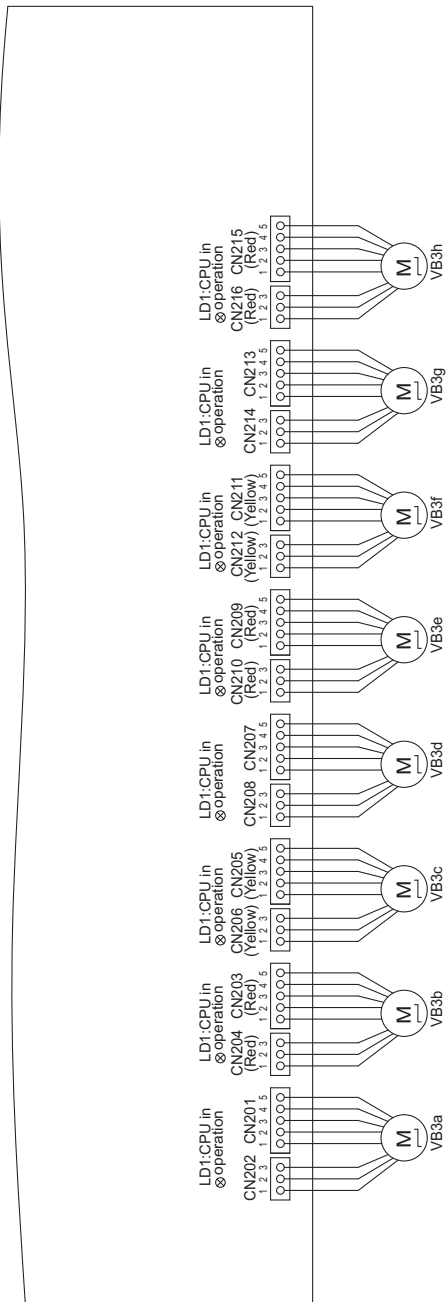 LD1:CPU in
⊗operation
CN202 CN201
1 2 3 1 2 3 4 5
M
VB3a
LD1:CPU in
⊗operation
CN204 CN203
(Red) (Red)
1 2 3 1 2 3 4 5
M
VB3b
LD1:CPU in
⊗operation
CN206 CN205
(Yellow) (Yellow)
1 2 3 1 2 3 4 5
M
VB3c
LD1:CPU in
⊗operation
CN208 CN207
1 2 3 1 2 3 4 5
M
VB3d
LD1:CPU in
⊗operation
CN210 CN209
(Red) (Red)
1 2 3 1 2 3 4 5
M
VB3e
LD1:CPU in
⊗operation
CN212 CN211
(Yellow) (Yellow)
1 2 3 1 2 3 4 5
M
VB3f
LD1:CPU in
⊗operation
CN214 CN213
1 2 3 1 2 3 4 5
M
VB3g
LD1:CPU in
⊗operation
CN216 CN215
(Red) (Red)
1 2 3 1 2 3 4 5
M
VB3h